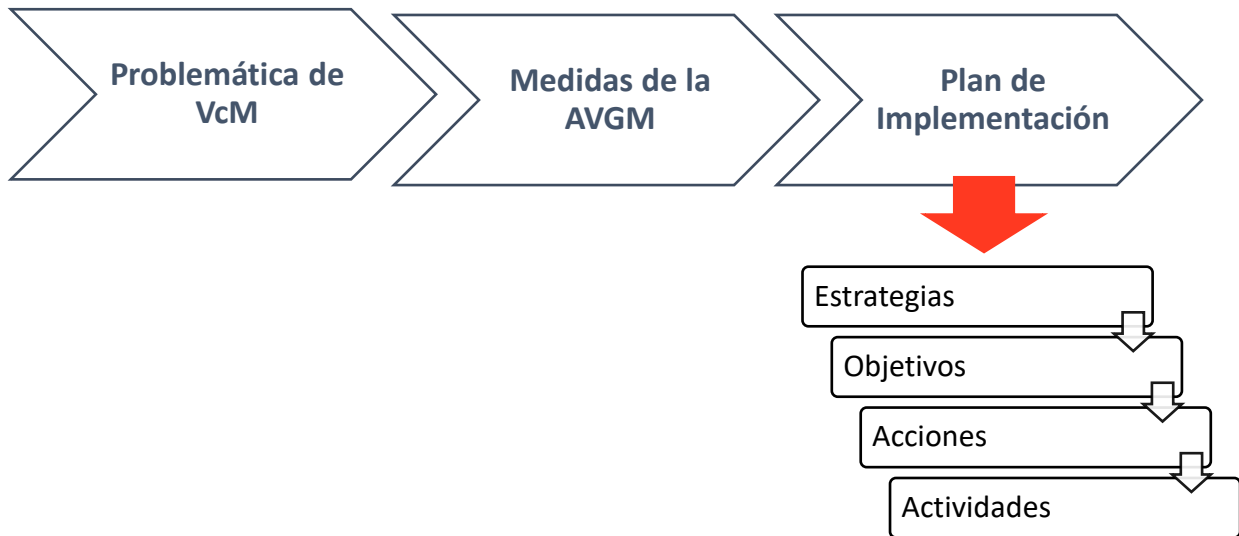 Problemática de
VcM
Medidas de la
AVGM
Plan de
Implementación
Estrategias
Objetivos
Acciones
Actividades